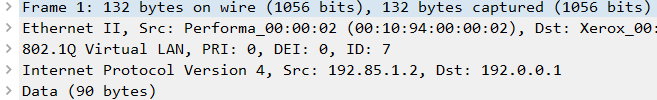 Frame 1: 132 bytes on wire (1056 bits), 132 bytes captured (1056 bits)
Ethernet II, Src: Performa_00:00:02 (00:10:94:00:00:02), Dst: Xerox_00:
802.1Q Virtual LAN, PRI: 0, DEI: 0, ID: 7
Internet Protocol Version 4, Src: 192.85.1.2, Dst: 192.0.0.1
Data (90 bytes)